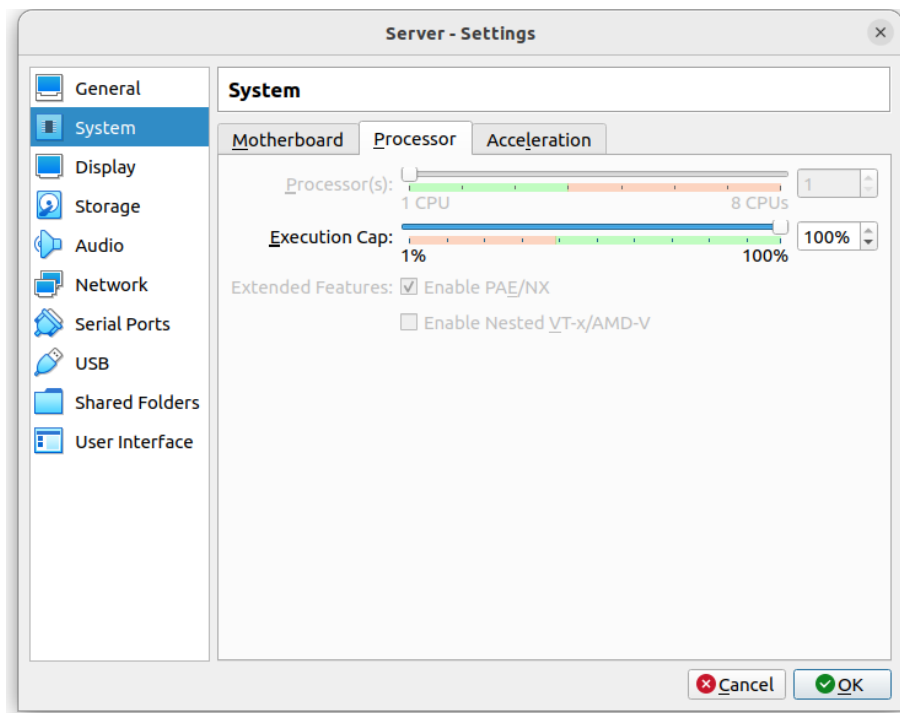 Server - Settings
General
System
Display
Storage
Audio
Network
Serial Ports
USB
Shared Folders
User Interface
System
Motherboard Processor Acceleration
Processor(s): 1
1 CPU 8 CPUs
Execution Cap: 100%
1% 100%
Extended Features: Enable PAE/NX
Enable Nested VT-x/AMD-V
Cancel OK